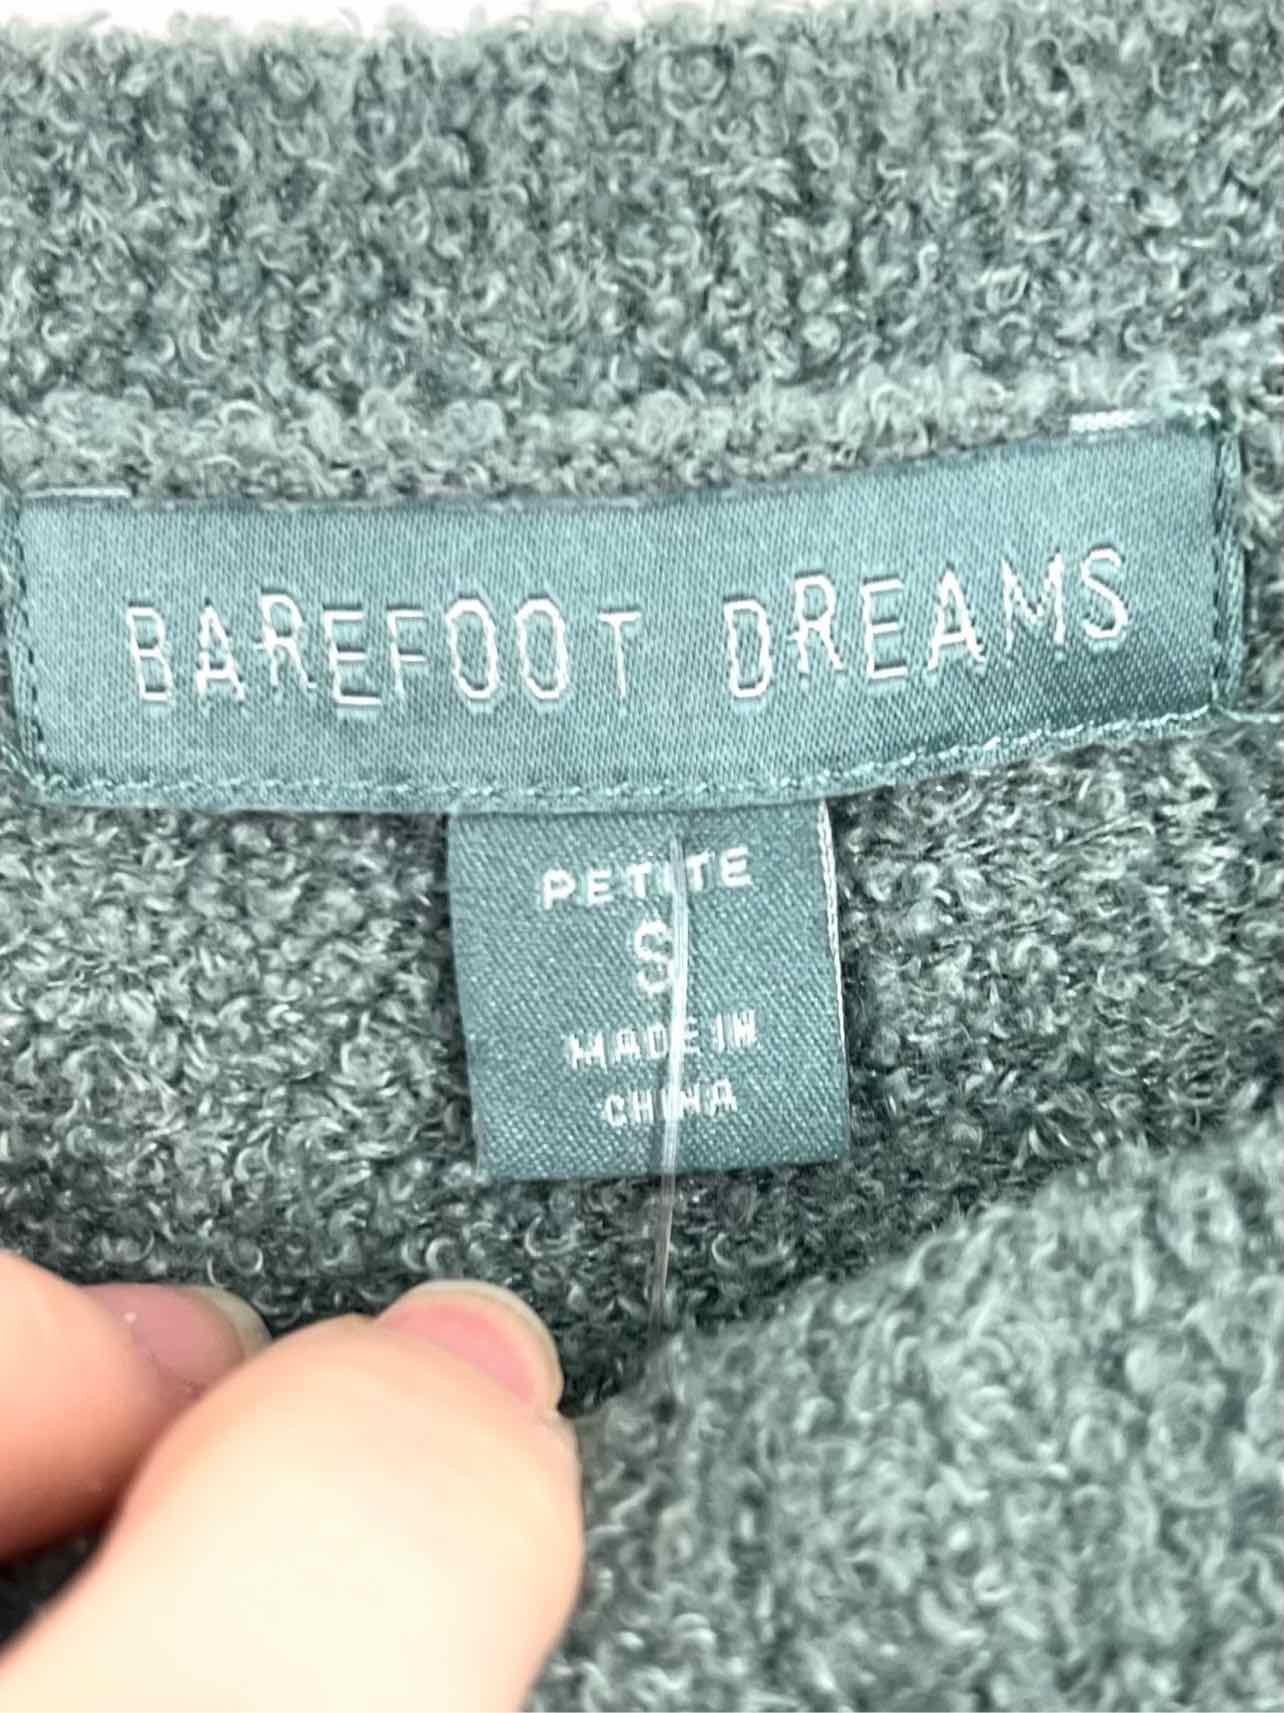 BAREFOOT DREAMS
PETITE
S
MADE IN
CHINA